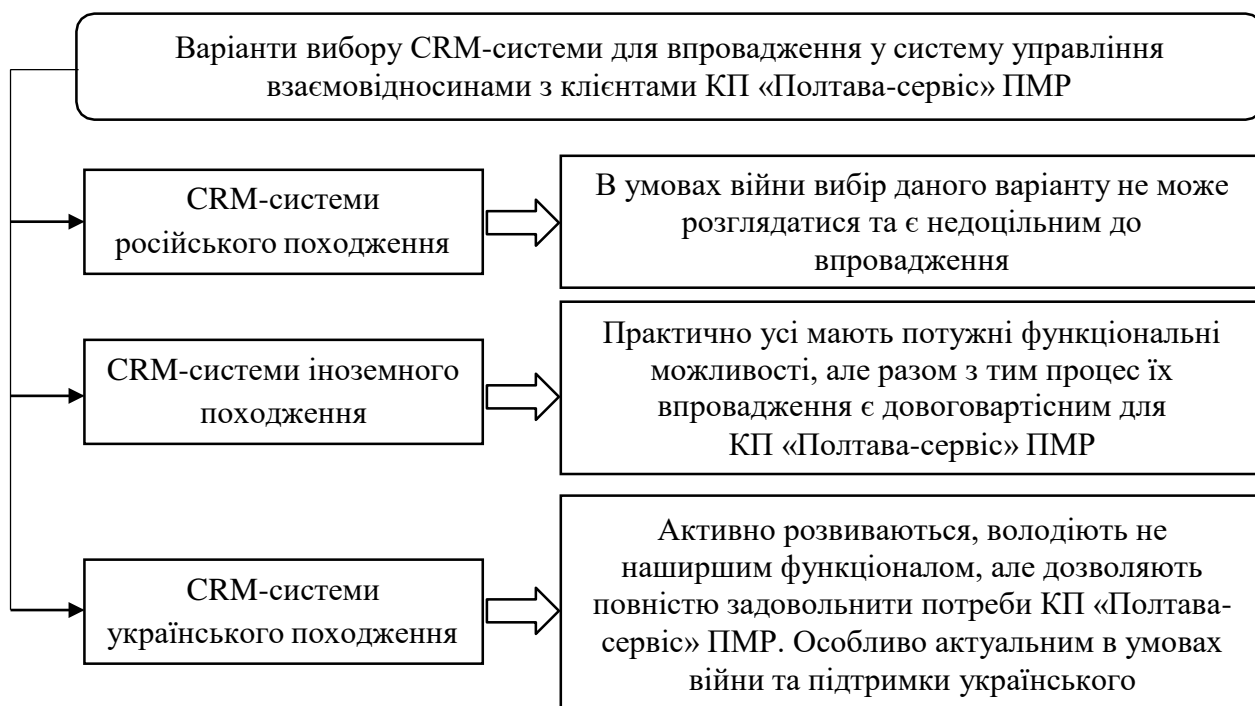 Варіанти вибору CRM-системи для впровадження у систему управління
взаємовідносинами з клієнтами КП «Полтава-сервіс» ПМР
CRM-системи
російського походження
В умовах війни вибір даного варіанту не може
розглядатися та є недоцільним до
впровадження
CRM-системи іноземного
походження
Практично усі мають потужні функціональні
можливості, але разом з тим процес їх
впровадження є довоговартісним для
КП «Полтава-сервіс» ПМР
CRM-системи
українського походження
Активно розвиваються, володіють не
наширшим функціоналом, але дозволяють
повністю задовольнити потреби КП «Полтава-
сервіс» ПМР. Особливо актуальним в умовах
війни та підтримки українського